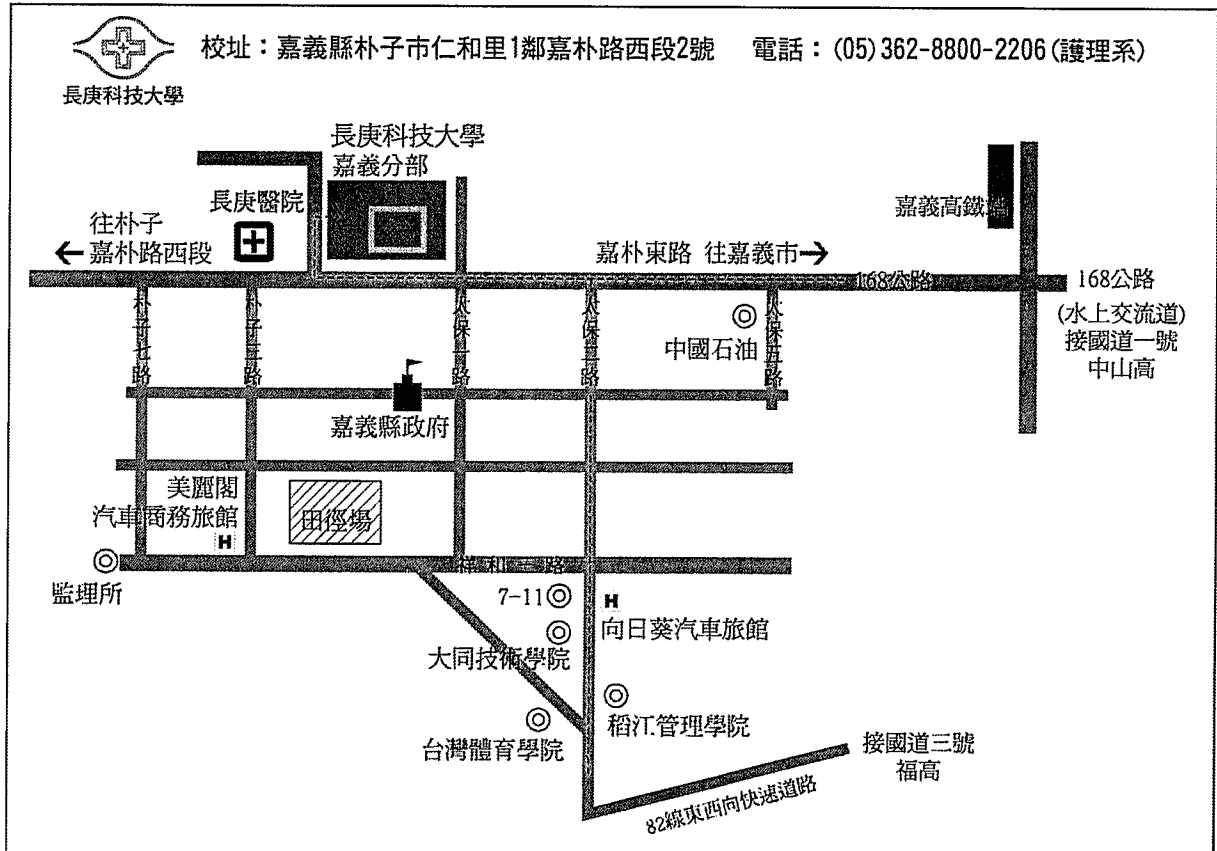 校址：嘉義縣朴子市仁和里1鄰嘉朴路西段2號　電話：(05)362-8800-2206(護理系)
長庚科技大學
長庚科技大學
嘉義分部
長庚醫院
往朴子
嘉朴路西段
嘉義高鐵站
嘉朴東路 往嘉義市
168公路
168公路
(水上交流道)
接國道一號
中山高
朴子七路
朴子三路
太保一路
太保三路
太保五路
中國石油
嘉義縣政府
美麗閣
汽車商務旅館
H
田徑場
祥和一路
監理所
7-11
H
向日葵汽車旅館
大同技術學院
稻江管理學院
台灣體育學院
接國道三號
福高
82線東西向快速道路